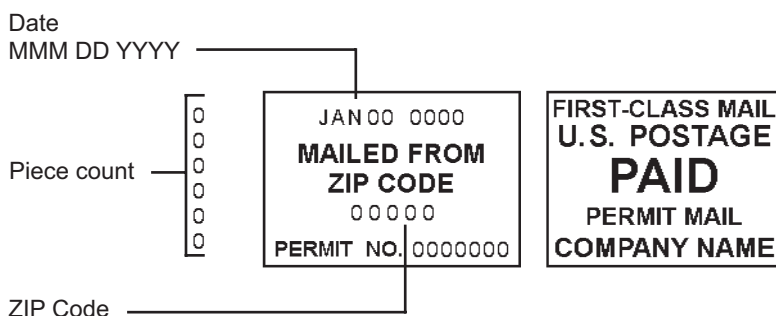 Date
MMM DD YYYY
Piece count
0
0
0
0
0
0
JAN 00 0000
MAILED FROM
ZIP CODE
00000
PERMIT NO. 0000000
FIRST-CLASS MAIL
U.S. POSTAGE
PAID
PERMIT MAIL
COMPANY NAME
ZIP Code